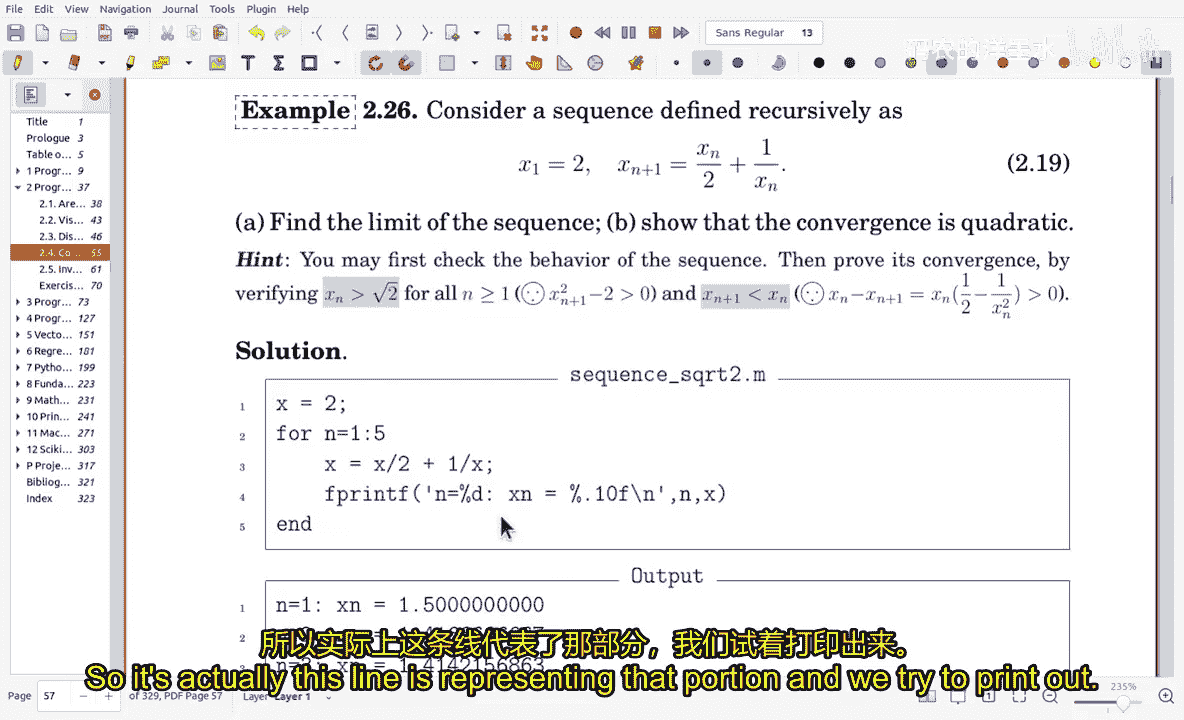 File Edit View Navigation Journal Tools Plugin Help
Sans Regular 13
Title 1
Prologue 3
Table o... 5
1 Progr... 9
2 Progr... 37
2.1. Are... 38
2.2. Vis... 43
2.3. Dis... 46
2.4. Co... 55
2.5. Inv... 61
Exercis... 70
3 Progr... 73
4 Progr... 127
5 Vecto... 151
6 Regre... 181
7 Pytho... 199
8 Funda... 223
9 Math... 231
10 Prin... 241
11 Mac... 271
12 Sciki... 303
P Proje... 317
Bibliog... 321
Index 323
Example 2.26. Consider a sequence defined recursively as
x₁ = 2, xₙ₊₁ = xₙ/2 + 1/xₙ. (2.19)
(a) Find the limit of the sequence; (b) show that the convergence is quadratic.
Hint: You may first check the behavior of the sequence. Then prove its convergence, by
verifying xₙ > √2 for all n ≥ 1 (∵ x²ₙ₊₁−2 > 0) and xₙ₊₁ < xₙ (∵ xₙ−xₙ₊₁ = xₙ(1/2 − 1/x²ₙ) > 0).
Solution.
sequence_sqrt2.m
1 x = 2;
2 for n=1:5
3 x = x/2 + 1/x;
4 fprintf('n=%d: xn = %.10f\n',n,x)
5 end
Output
1 n=1: xn = 1.5000000000
2
所以实际上这条线代表了那部分，我们试着打印出来。
So it's actually this line is representing that portion and we try to print out.
Page 57 of 329, PDF Page 57 Layer Layer 1 235%